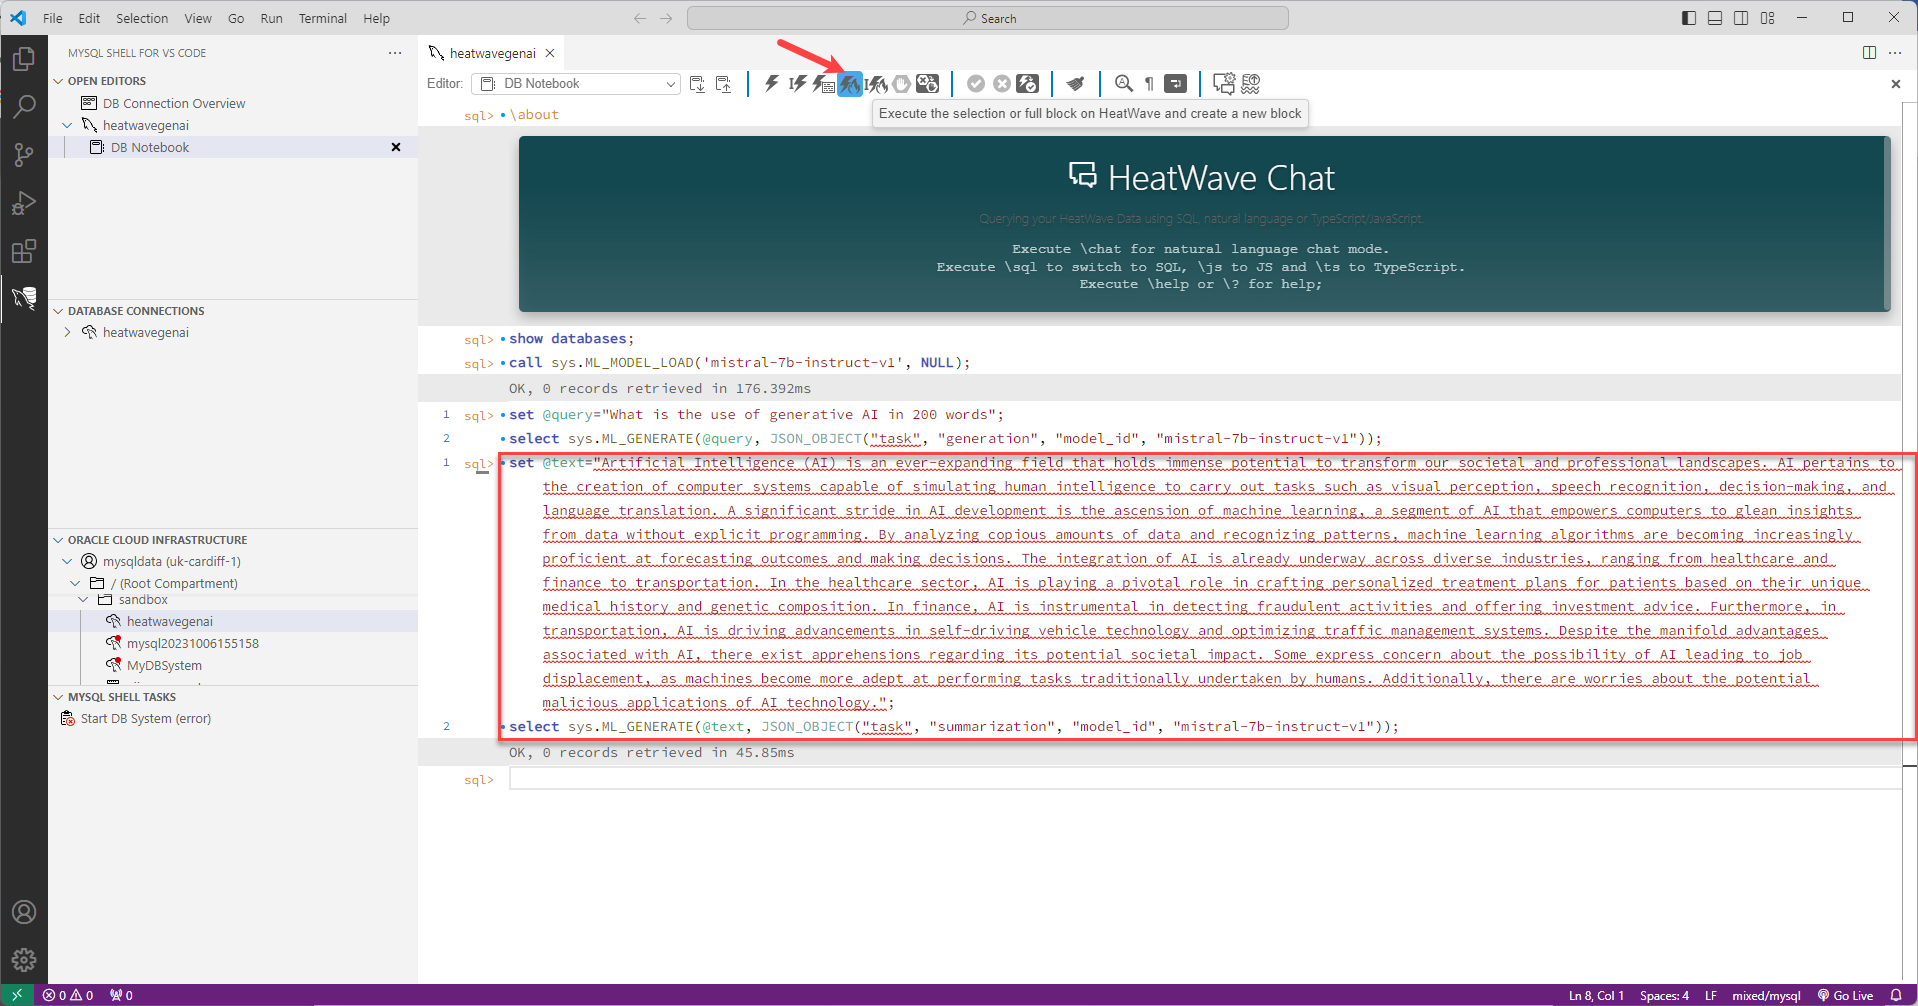 File Edit Selection View Go Run Terminal Help
Search
MYSQL SHELL FOR VS CODE
OPEN EDITORS
DB Connection Overview
heatwavegenai
DB Notebook
DATABASE CONNECTIONS
heatwavegenai
ORACLE CLOUD INFRASTRUCTURE
mysqldata (uk-cardiff-1)
/ (Root Compartment)
sandbox
heatwavegenai
mysql20231006155158
MyDBSystem
MYSQL SHELL TASKS
Start DB System (error)
heatwavegenai
Editor: DB Notebook
Execute the selection or full block on HeatWave and create a new block
sql> \about
HeatWave Chat
Querying your HeatWave Data using SQL, natural language or TypeScript/JavaScript.
Execute \chat for natural language chat mode.
Execute \sql to switch to SQL, \js to JS and \ts to TypeScript.
Execute \help or \? for help;
sql> show databases;
sql> call sys.ML_MODEL_LOAD('mistral-7b-instruct-v1', NULL);
OK, 0 records retrieved in 176.392ms
1 sql> set @query="What is the use of generative AI in 200 words";
2 select sys.ML_GENERATE(@query, JSON_OBJECT("task", "generation", "model_id", "mistral-7b-instruct-v1"));
1 sql> set @text="Artificial Intelligence (AI) is an ever-expanding field that holds immense potential to transform our societal and professional landscapes. AI pertains to
the creation of computer systems capable of simulating human intelligence to carry out tasks such as visual perception, speech recognition, decision-making, and
language translation. A significant stride in AI development is the ascension of machine learning, a segment of AI that empowers computers to glean insights
from data without explicit programming. By analyzing copious amounts of data and recognizing patterns, machine learning algorithms are becoming increasingly
proficient at forecasting outcomes and making decisions. The integration of AI is already underway across diverse industries, ranging from healthcare and
finance to transportation. In the healthcare sector, AI is playing a pivotal role in crafting personalized treatment plans for patients based on their unique
medical history and genetic composition. In finance, AI is instrumental in detecting fraudulent activities and offering investment advice. Furthermore, in
transportation, AI is driving advancements in self-driving vehicle technology and optimizing traffic management systems. Despite the manifold advantages
associated with AI, there exist apprehensions regarding its potential societal impact. Some express concern about the possibility of AI leading to job
displacement, as machines become more adept at performing tasks traditionally undertaken by humans. Additionally, there are worries about the potential
malicious applications of AI technology.";
2 select sys.ML_GENERATE(@text, JSON_OBJECT("task", "summarization", "model_id", "mistral-7b-instruct-v1"));
OK, 0 records retrieved in 45.85ms
sql>
0 0 0 Ln 8, Col 1 Spaces: 4 LF mixed/mysql Go Live